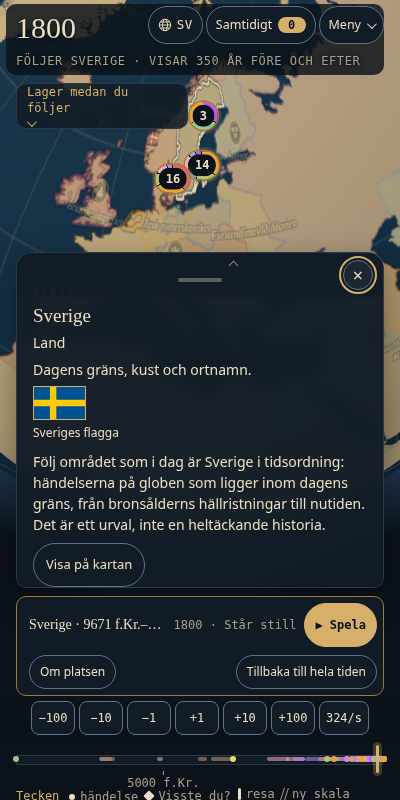 1800
SV
Samtidigt 0
Meny
FÖLJER SVERIGE · VISAR 350 ÅR FÖRE OCH EFTER
Lager medan du
följer
3
14
16
PLATS
Sverige
Land
Dagens gräns, kust och ortnamn.
Sveriges flagga
Följ området som i dag är Sverige i tidsordning:
händelserna på globen som ligger inom dagens
gräns, från bronsålderns hällristningar till nutiden.
Det är ett urval, inte en heltäckande historia.
Visa på kartan
Sverige · 9671 f.Kr.–… 1800 · Står still ▶ Spela
Om platsen
Tillbaka till hela tiden
−100 −10 −1 +1 +10 +100 324/s
5000 f.Kr.
Tecken händelse Visste du? resa // ny skala